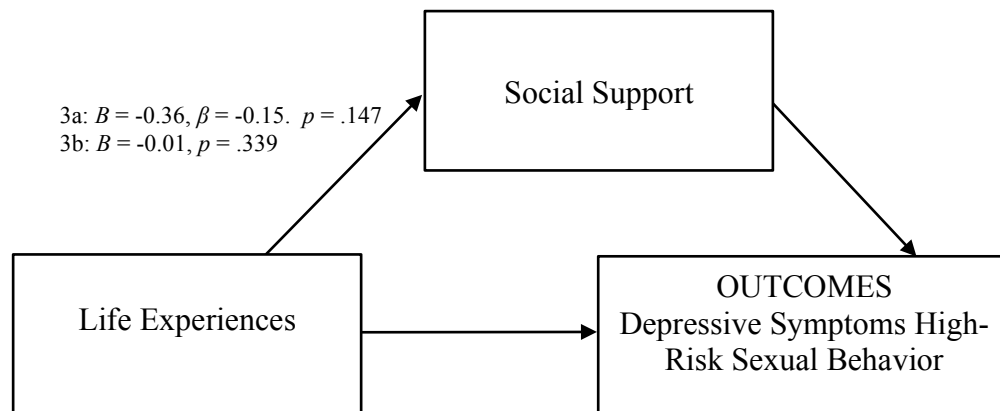 Social Support
3a: B = -0.36, β = -0.15.  p = .147
3b: B = -0.01, p = .339
Life Experiences
OUTCOMES
Depressive Symptoms High-
Risk Sexual Behavior